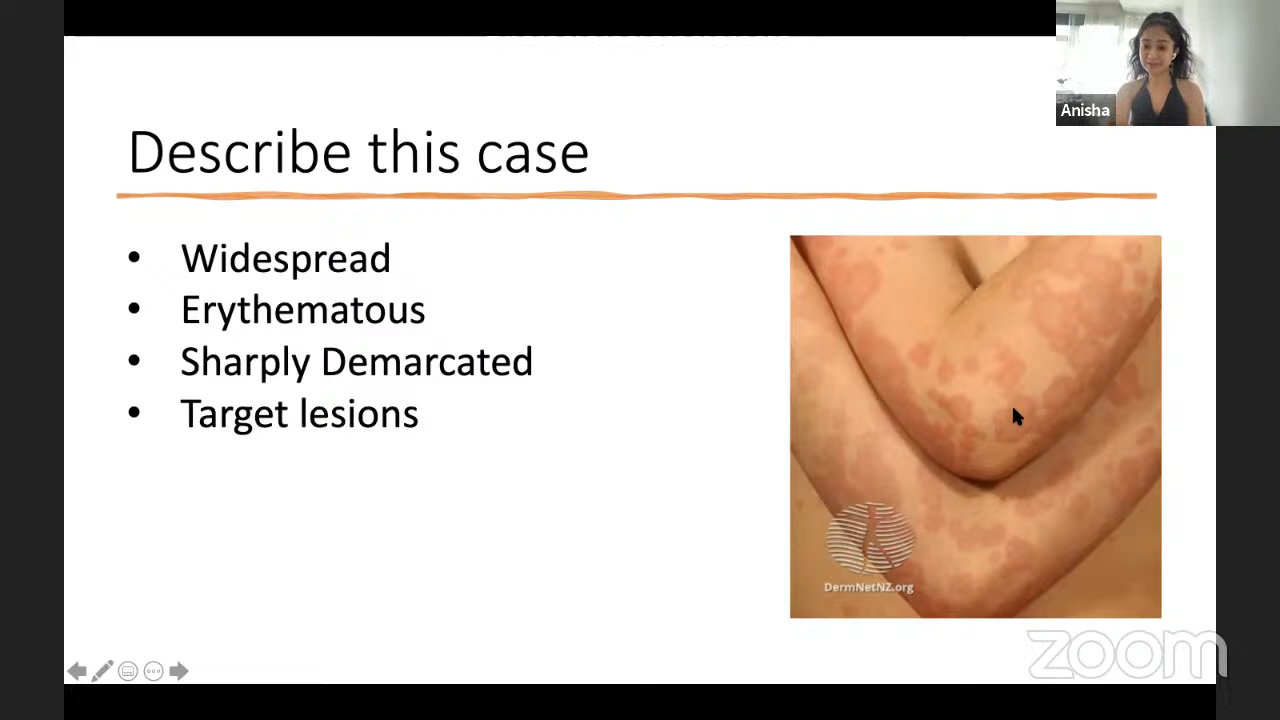 Anisha
Describe this case
• Widespread
• Erythematous
• Sharply Demarcated
• Target lesions
DermNetNZ.org
zoom